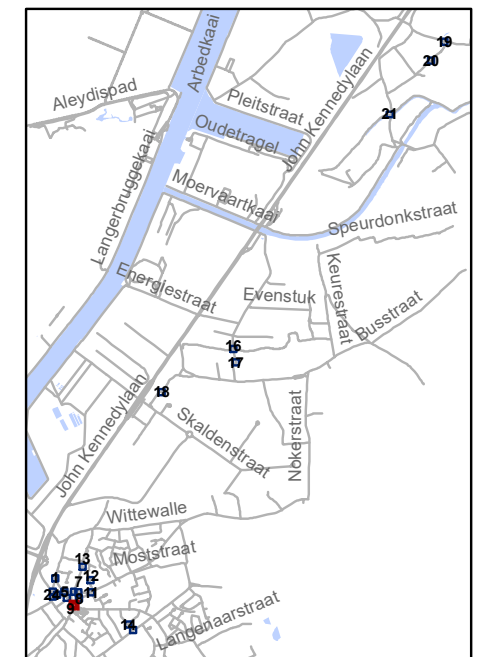 Arbedkaai
19
20
Aleydispad
Pleitstraat
John Kennedylaan
21
Oudetragel
Langerbruggekaai
Moervaartkaai
Speurdonkstraat
Energiestraat
Keurestraat
Evenstuk
Busstraat
16
17
John Kennedylaan
18
Skaldenstraat
Nokerstraat
Wittewalle
Moststraat
13
12
7
8
11
9
14
Langenaarstraat